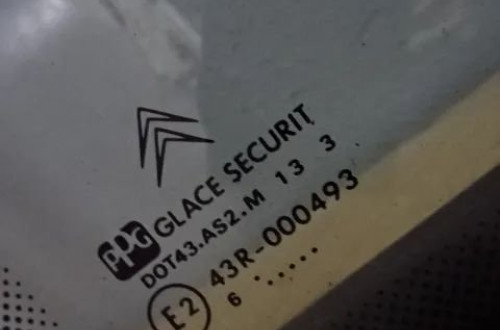 PPG GLACE SECURIT
DOT43.AS2.M 13 3
E2 43R-000493
6 ......